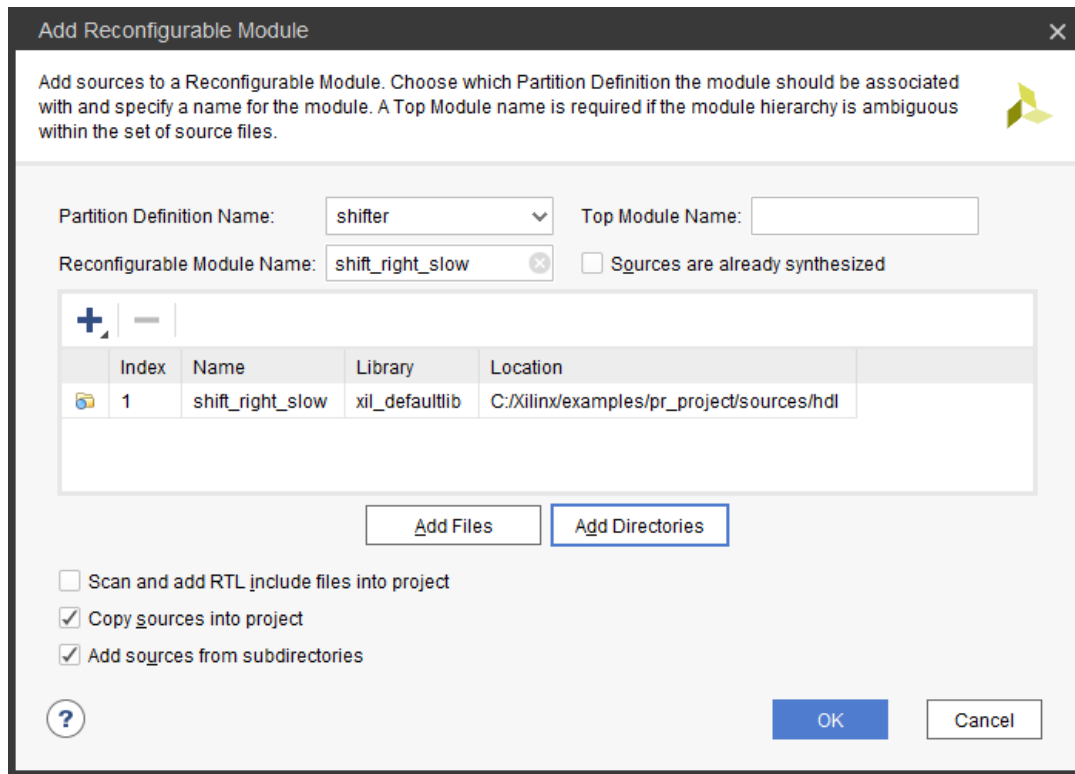 Add Reconfigurable Module
Add sources to a Reconfigurable Module. Choose which Partition Definition the module should be associated
with and specify a name for the module. A Top Module name is required if the module hierarchy is ambiguous
within the set of source files.
Partition Definition Name: shifter Top Module Name:
Reconfigurable Module Name: shift_right_slow Sources are already synthesized
Index Name Library Location
1 shift_right_slow xil_defaultlib C:/Xilinx/examples/pr_project/sources/hdl
Add Files Add Directories
Scan and add RTL include files into project
Copy sources into project
Add sources from subdirectories
? OK Cancel